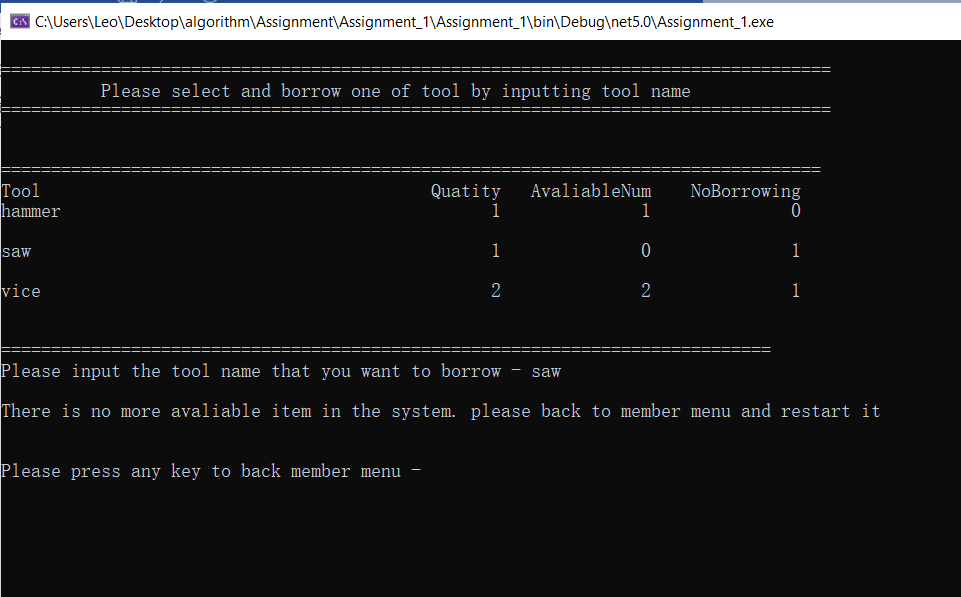 C:\Users\Leo\Desktop\algorithm\Assignment\Assignment_1\Assignment_1\bin\Debug\net5.0\Assignment_1.exe
===================================================================================
Please select and borrow one of tool by inputting tool name
===================================================================================
==================================================================================
Tool Quatity AvaliableNum NoBorrowing
hammer 1 1 0
saw 1 0 1
vice 2 2 1
=============================================================================
Please input the tool name that you want to borrow - saw
There is no more avaliable item in the system. please back to member menu and restart it
Please press any key to back member menu -